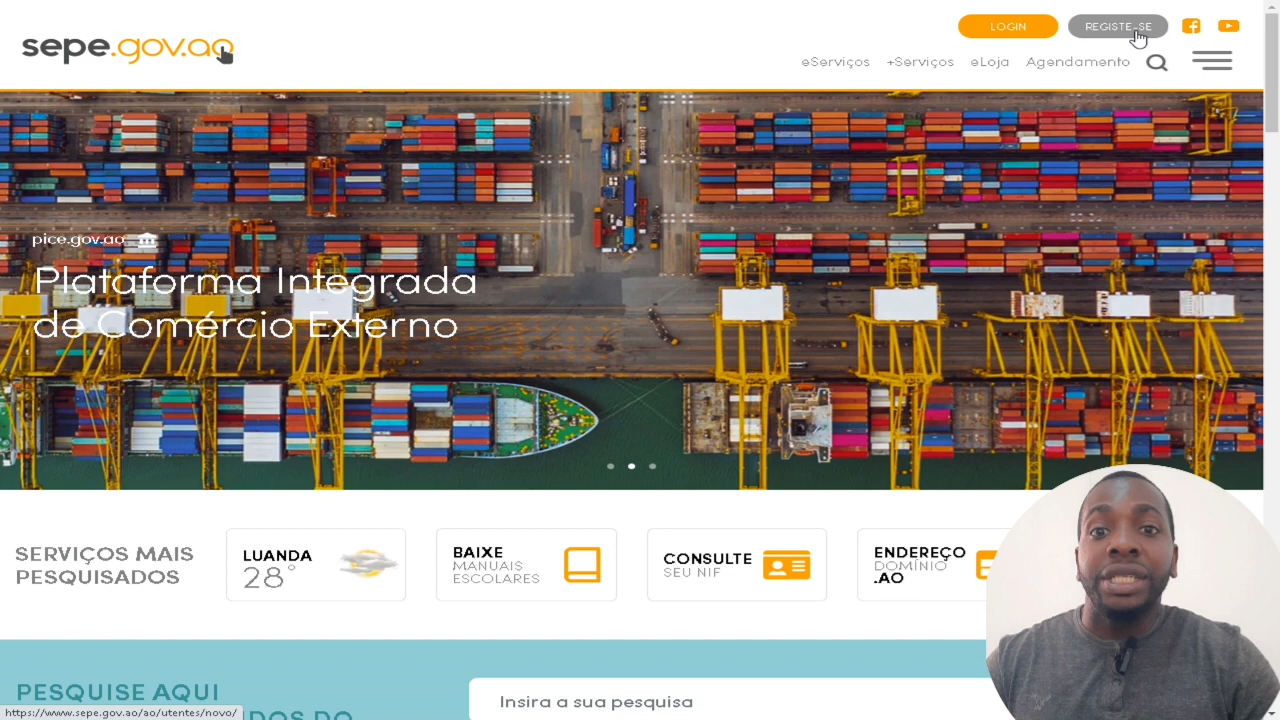 sepe.gov.ao
LOGIN
REGISTE-SE
eServiços
+Serviços
eLoja
Agendamento
pice.gov.ao
Plataforma Integrada
de Comércio Externo
SERVIÇOS MAIS
PESQUISADOS
LUANDA
28°
BAIXE
MANUAIS
ESCOLARES
CONSULTE
SEU NIF
ENDEREÇO
DOMÍNIO
.AO
PESQUISE AQUI
DOS DO
Insira a sua pesquisa
https://www.sepe.gov.ao/ao/utentes/novo/